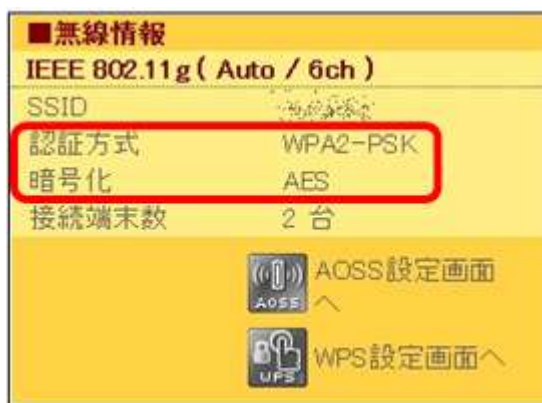 ■無線情報
IEEE 802.11g ( Auto / 6ch )
SSID
認証方式 WPA2-PSK
暗号化 AES
接続端末数 2 台
AOSS設定画面
へ
AOSS
WPS設定画面へ
WPS